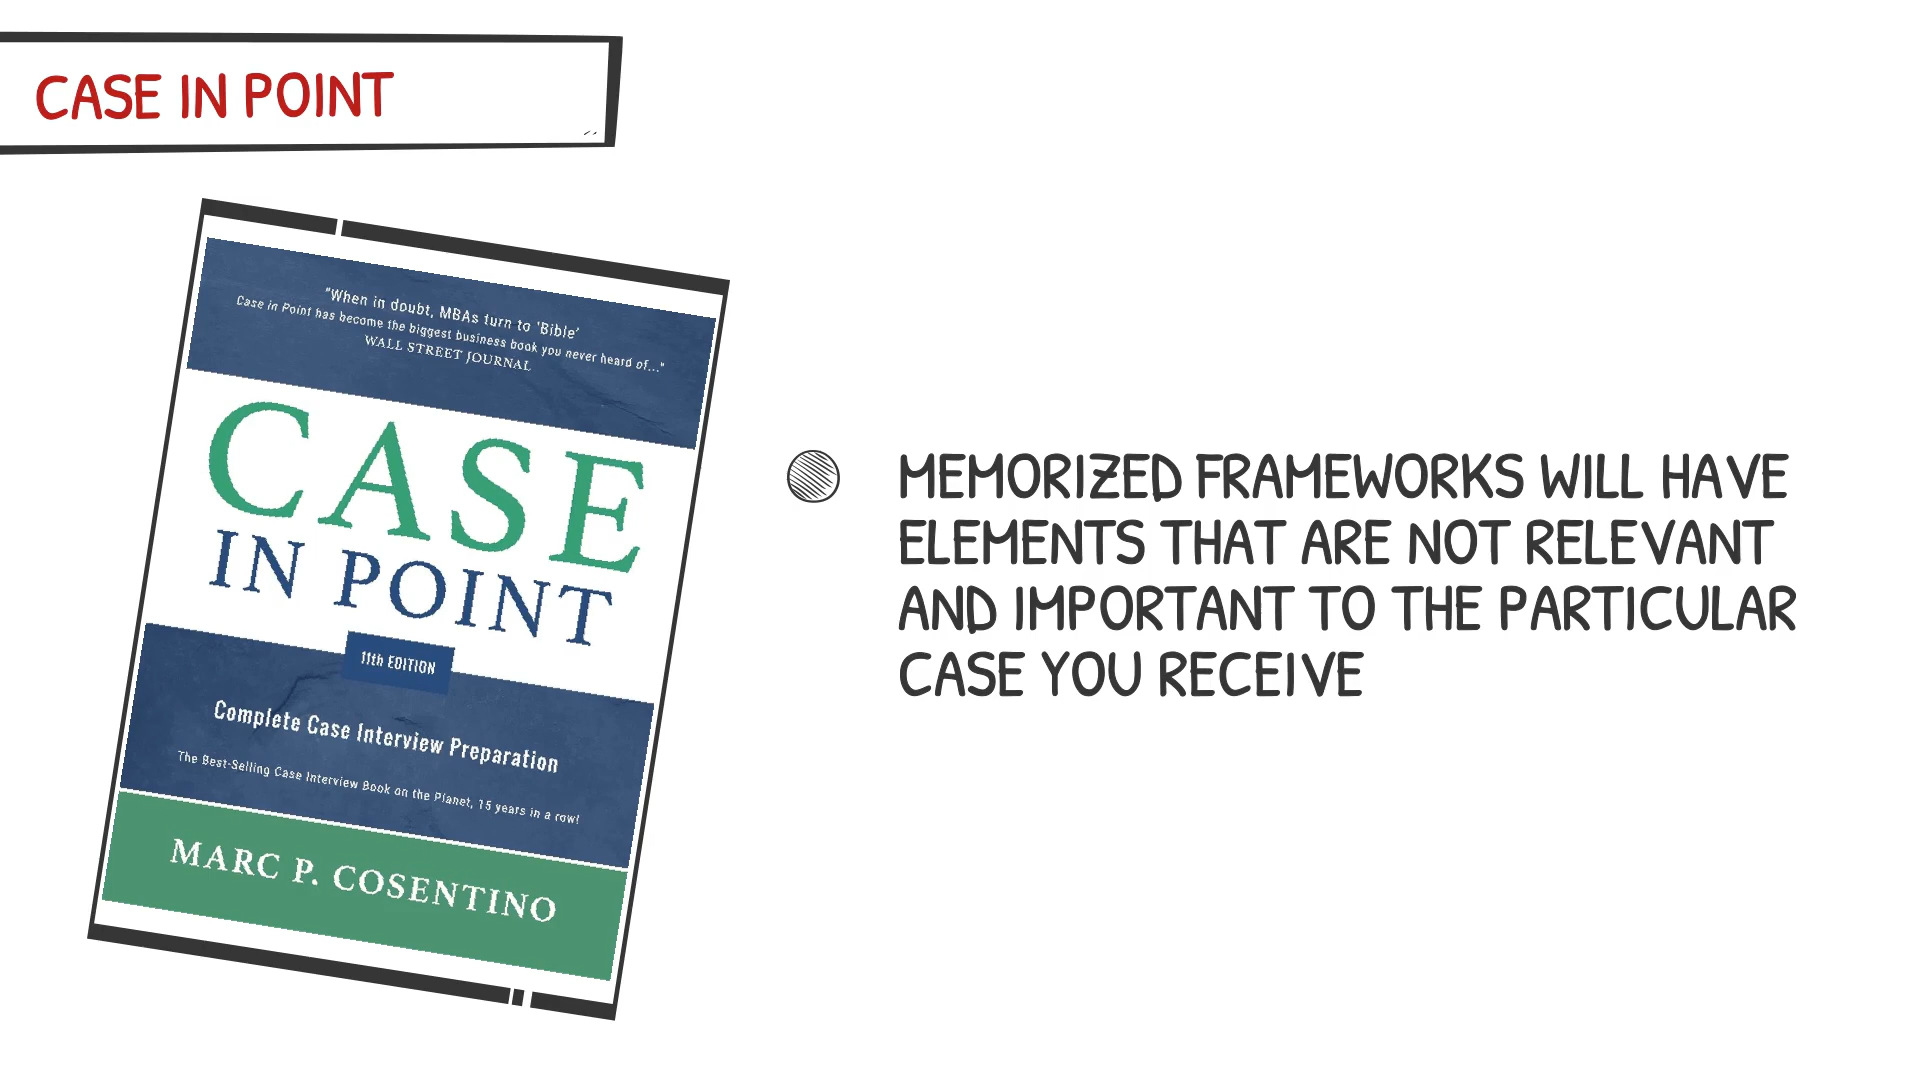 CASE IN POINT
"When in doubt, MBAs turn to 'Bible'
Case in Point has become the biggest business book you never heard of..."
WALL STREET JOURNAL
CASE
IN POINT
11th EDITION
Complete Case Interview Preparation
The Best-Selling Case Interview Book on the Planet, 15 years in a row!
MARC P. COSENTINO
MEMORIZED FRAMEWORKS WILL HAVE
ELEMENTS THAT ARE NOT RELEVANT
AND IMPORTANT TO THE PARTICULAR
CASE YOU RECEIVE